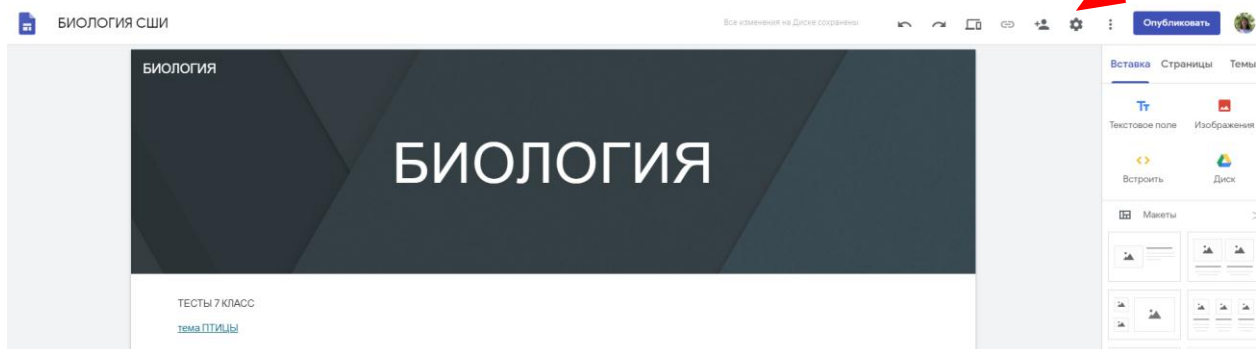 БИОЛОГИЯ СШИ
Все изменения на Диске сохранены
Опубликовать
БИОЛОГИЯ
БИОЛОГИЯ
ТЕСТЫ 7 КЛАСС
тема ПТИЦЫ
Вставка Страницы Темы
Текстовое поле Изображения
Встроить Диск
Макеты